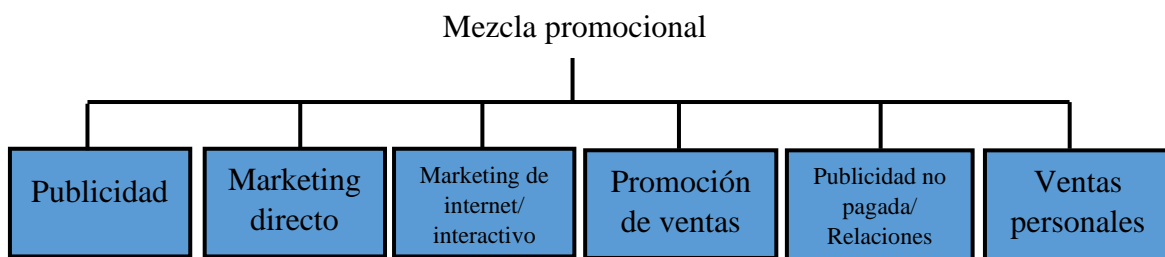 Mezcla promocional
Publicidad
Marketing
directo
Marketing de
internet/
interactivo
Promoción
de ventas
Publicidad no
pagada/
Relaciones
Ventas
personales